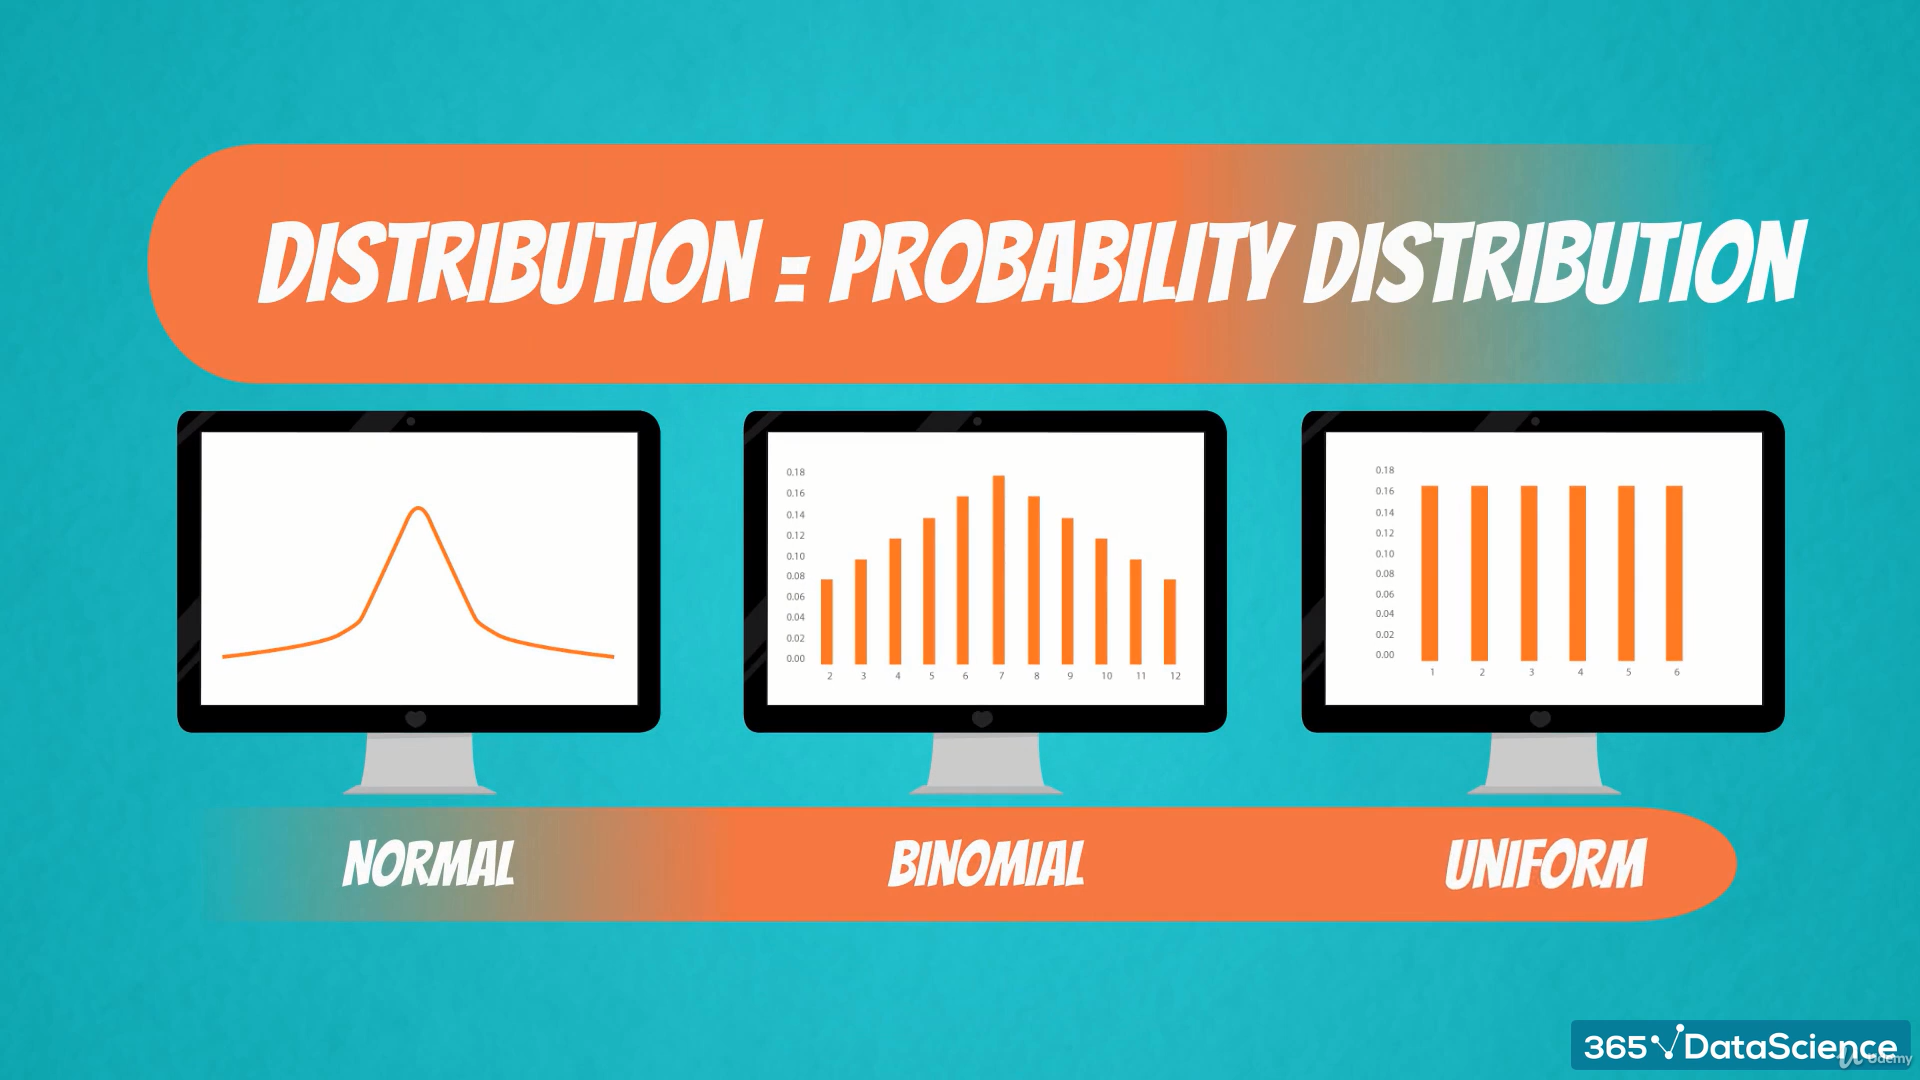 DISTRIBUTION = PROBABILITY DISTRIBUTION
0.18
0.16
0.14
0.12
0.10
0.08
0.06
0.04
0.02
0.00
2 3 4 5 6 7 8 9 10 11 12
0.18
0.16
0.14
0.12
0.10
0.08
0.06
0.04
0.02
0.00
1 2 3 4 5 6
NORMAL
BINOMIAL
UNIFORM
365 DataScience
Udemy